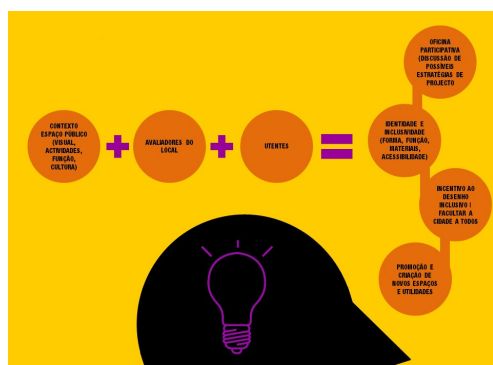 CONTEXTO
ESPAÇO PÚBLICO
(VISUAL,
ACTIVIDADES,
FUNÇÃO,
CULTURA)
AVALIADORES DO
LOCAL
UTENTES
OFICINA
PARTICIPATIVA
(DISCUSSÃO DE
POSSÍVEIS
ESTRATÉGIAS DE
PROJECTO
IDENTIDADE E
INCLUSIVIDADE
(FORMA, FUNÇÃO,
MATERIAIS,
ACESSIBILIDADE)
INCENTIVO AO
DESENHO
INCLUSIVO |
FACULTAR A
CIDADE A TODOS
PROMOÇÃO E
CRIAÇÃO DE
NOVOS ESPAÇOS
E UTILIDADES